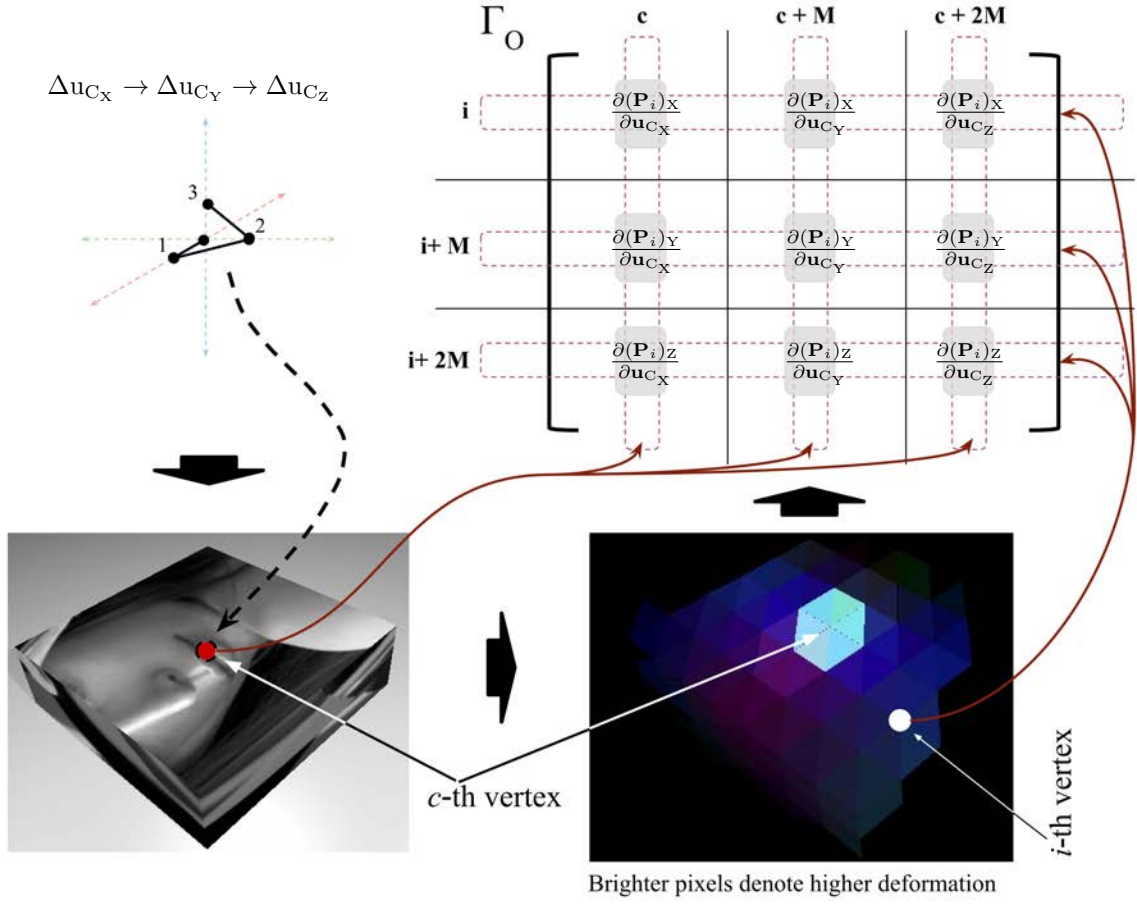 Γ_O
c c + M c + 2M
Δu_{C_X} → Δu_{C_Y} → Δu_{C_Z}
i ∂(P_i)_X/∂u_{C_X} ∂(P_i)_X/∂u_{C_Y} ∂(P_i)_X/∂u_{C_Z}
3
1 2
i+ M ∂(P_i)_Y/∂u_{C_X} ∂(P_i)_Y/∂u_{C_Y} ∂(P_i)_Y/∂u_{C_Z}
i+ 2M ∂(P_i)_Z/∂u_{C_X} ∂(P_i)_Z/∂u_{C_Y} ∂(P_i)_Z/∂u_{C_Z}
c-th vertex
i-th vertex
Brighter pixels denote higher deformation